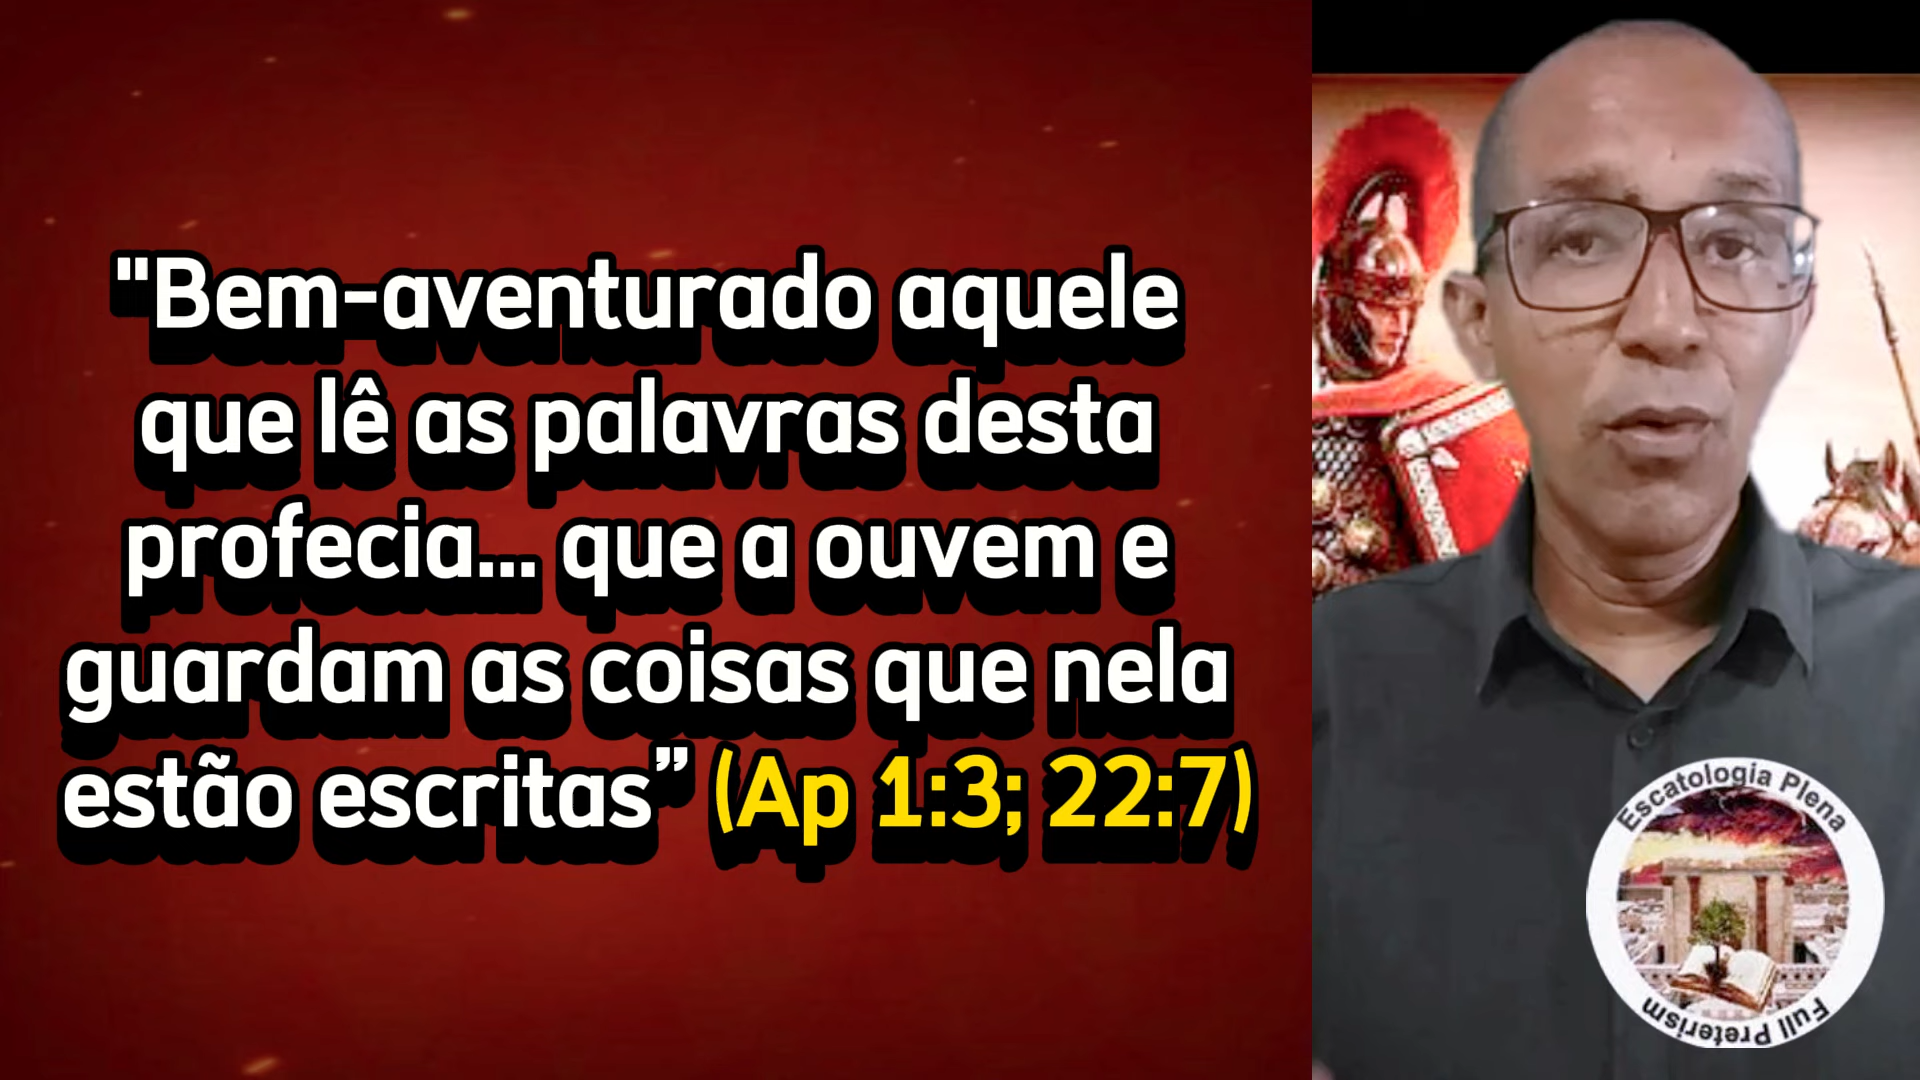 "Bem-aventurado aquele
que lê as palavras desta
profecia... que a ouvem e
guardam as coisas que nela
estão escritas” (Ap 1:3; 22:7)
Escatologia Plena
Full Preterism